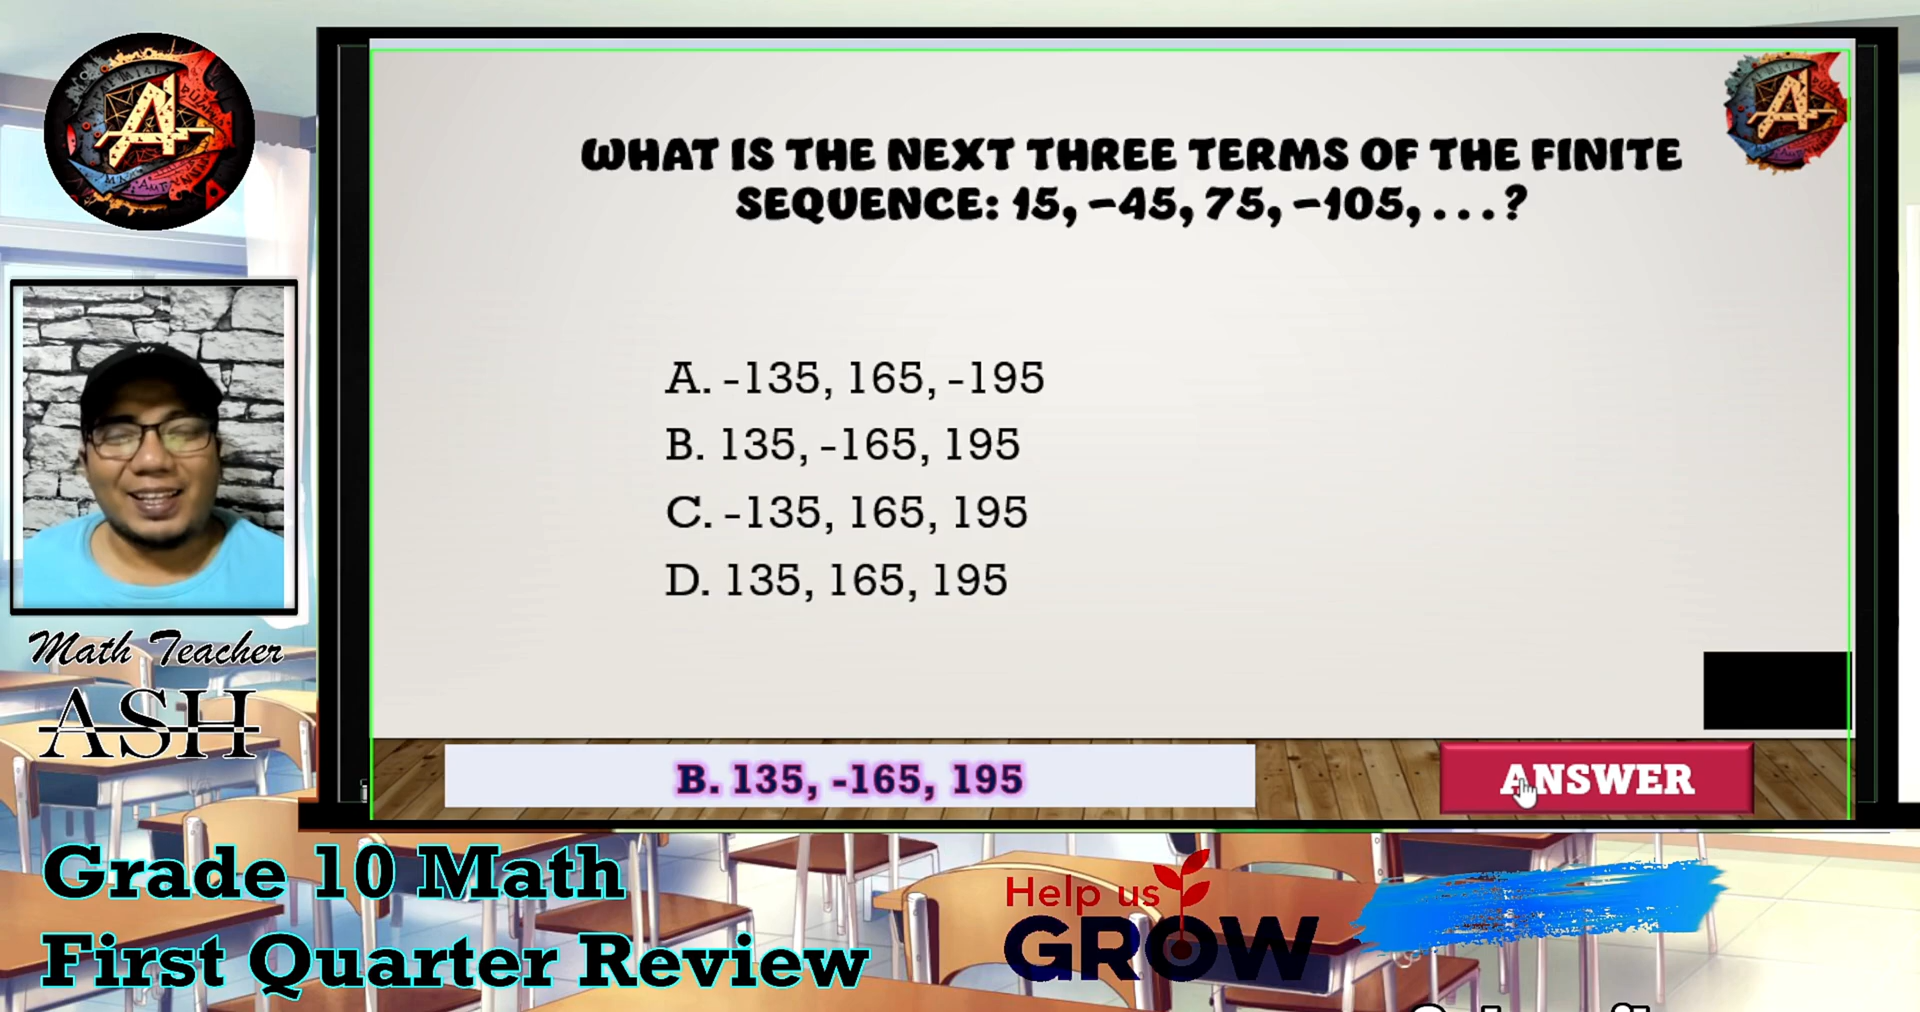 WHAT IS THE NEXT THREE TERMS OF THE FINITE
SEQUENCE: 15, -45, 75, -105, . . . ?
A. -135, 165, -195
B. 135, -165, 195
C. -135, 165, 195
D. 135, 165, 195
B. 135, -165, 195
ANSWER
Math Teacher
ASH
Grade 10 Math
First Quarter Review
Help us
GROW